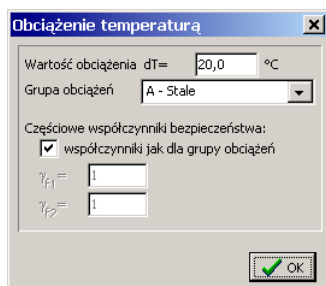 Obciążenie temperaturą
Wartość obciążenia dT= 20,0 °C
Grupa obciążeń A - Stałe
Częściowe współczynniki bezpieczeństwa:
współczynniki jak dla grupy obciążeń
γf1= 1
γf2= 1
OK